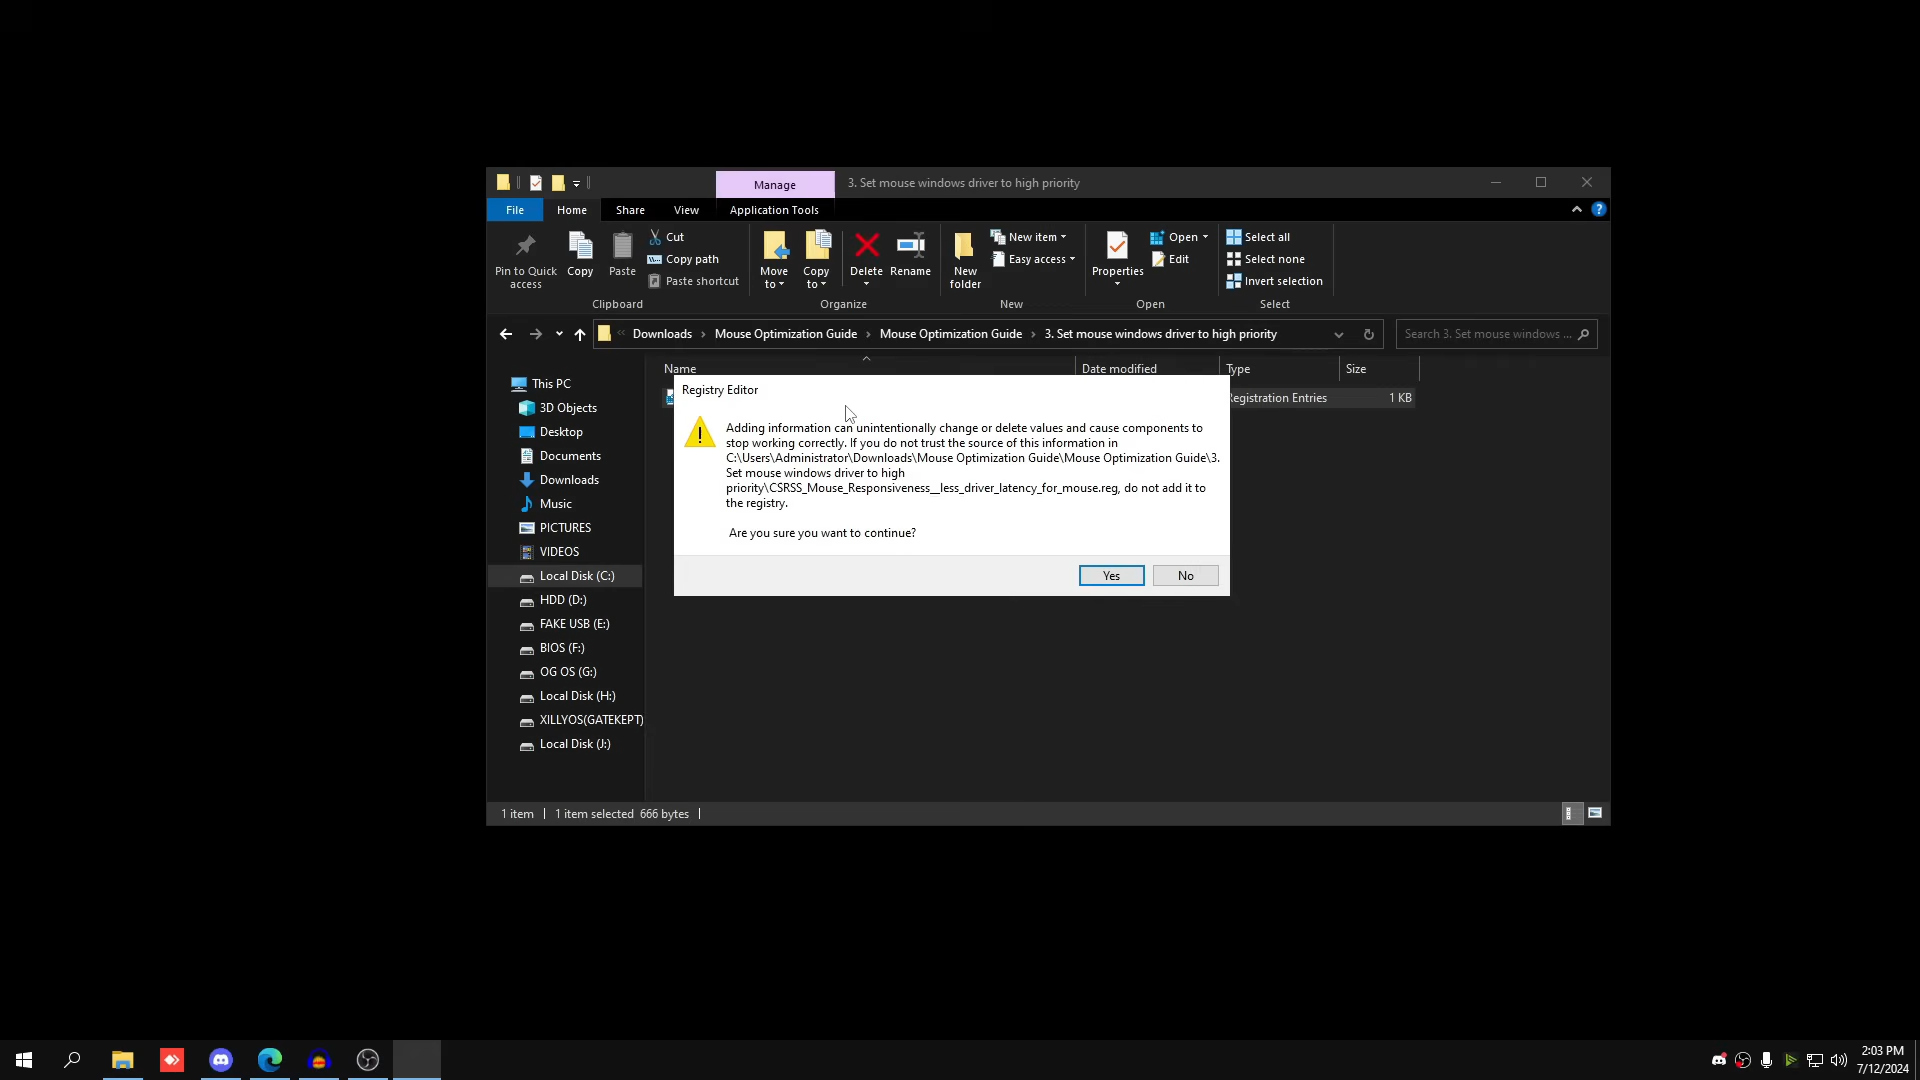 Manage
3. Set mouse windows driver to high priority
File
Home
Share
View
Application Tools
Pin to Quick
access
Copy
Paste
Cut
Copy path
Paste shortcut
Clipboard
Move
to
Copy
to
Delete
Rename
Organize
New
folder
New item
Easy access
New
Properties
Open
Edit
Open
Select all
Select none
Invert selection
Select
Downloads › Mouse Optimization Guide › Mouse Optimization Guide › 3. Set mouse windows driver to high priority
Search 3. Set mouse windows ...
Name
Date modified
Type
Size
This PC
3D Objects
Desktop
Documents
Downloads
Music
PICTURES
VIDEOS
Local Disk (C:)
HDD (D:)
FAKE USB (E:)
BIOS (F:)
OG OS (G:)
Local Disk (H:)
XILLYOS(GATEKEPT)
Local Disk (J:)
Registration Entries
1 KB
Registry Editor
Adding information can unintentionally change or delete values and cause components to
stop working correctly. If you do not trust the source of this information in
C:\Users\Administrator\Downloads\Mouse Optimization Guide\Mouse Optimization Guide\3.
Set mouse windows driver to high
priority\CSRSS_Mouse_Responsiveness__less_driver_latency_for_mouse.reg, do not add it to
the registry.
Are you sure you want to continue?
Yes
No
1 item
1 item selected 666 bytes
2:03 PM
7/12/2024